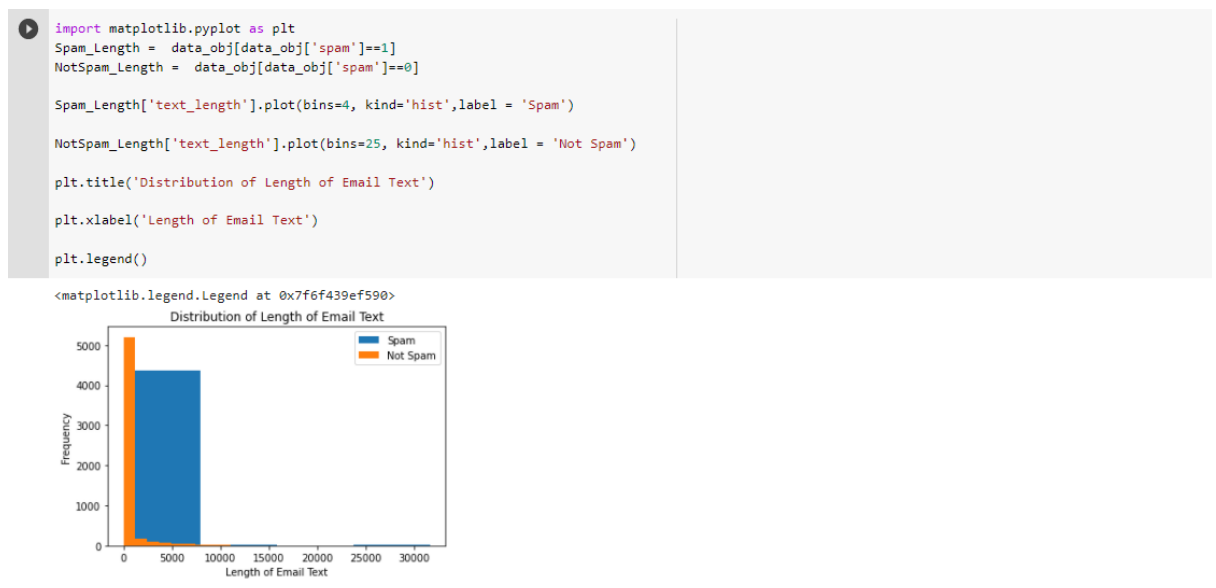 import matplotlib.pyplot as plt
Spam_Length =  data_obj[data_obj['spam']==1]
NotSpam_Length =  data_obj[data_obj['spam']==0]
Spam_Length['text_length'].plot(bins=4, kind='hist',label = 'Spam')
NotSpam_Length['text_length'].plot(bins=25, kind='hist',label = 'Not Spam')
plt.title('Distribution of Length of Email Text')
plt.xlabel('Length of Email Text')
plt.legend()
<matplotlib.legend.Legend at 0x7f6f439ef590>
Distribution of Length of Email Text
Spam
Not Spam
5000
4000
3000
2000
1000
0
Frequency
0 5000 10000 15000 20000 25000 30000
Length of Email Text